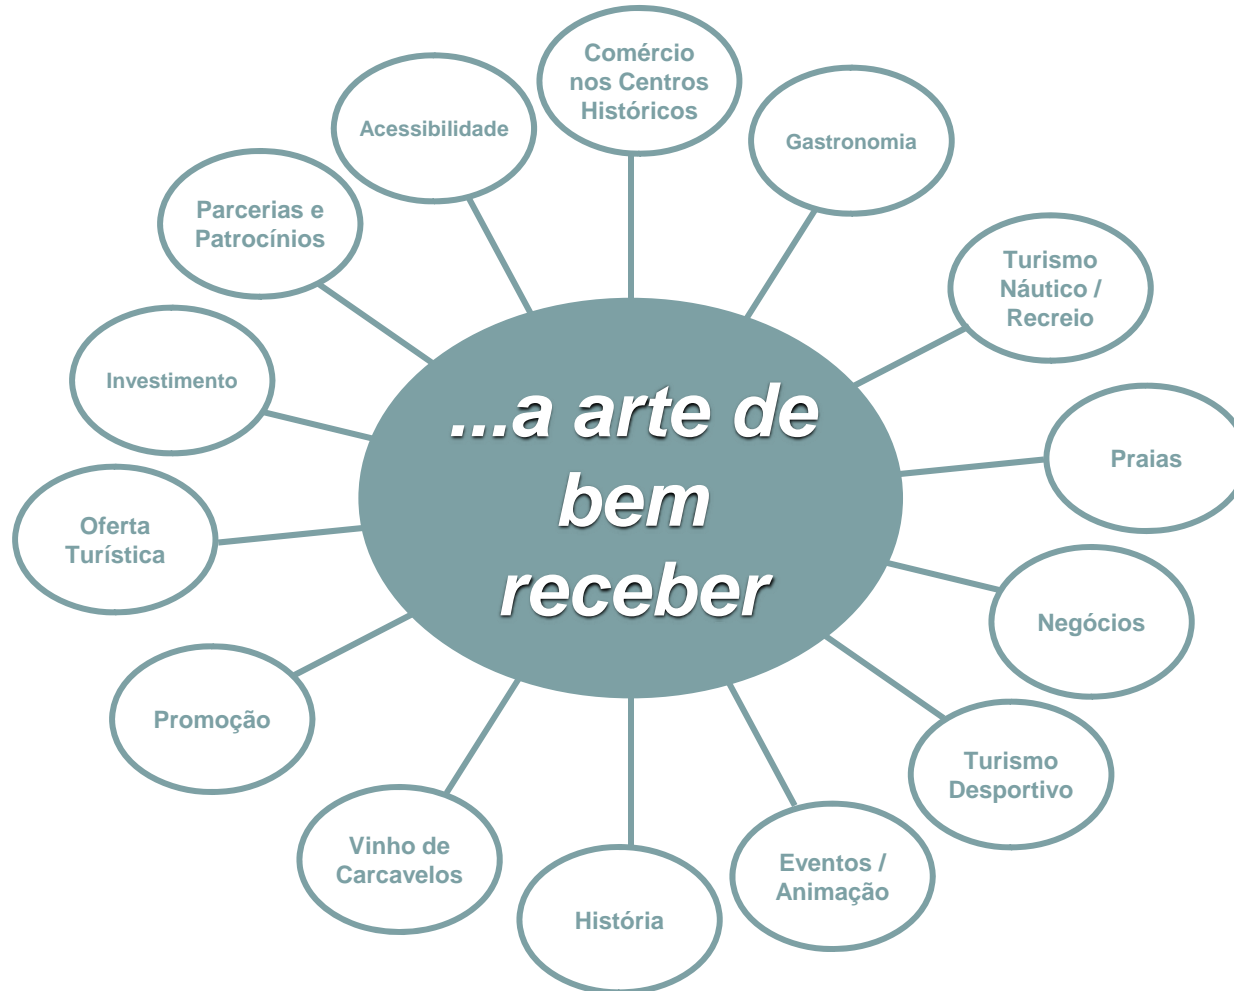 Comércio
nos Centros
Históricos
Acessibilidade
Gastronomia
Parcerias e
Patrocínios
Turismo
Náutico /
Recreio
Investimento
...a arte de
bem
receber
Praias
Oferta
Turística
Negócios
Promoção
Turismo
Desportivo
Vinho de
Carcavelos
Eventos /
Animação
História